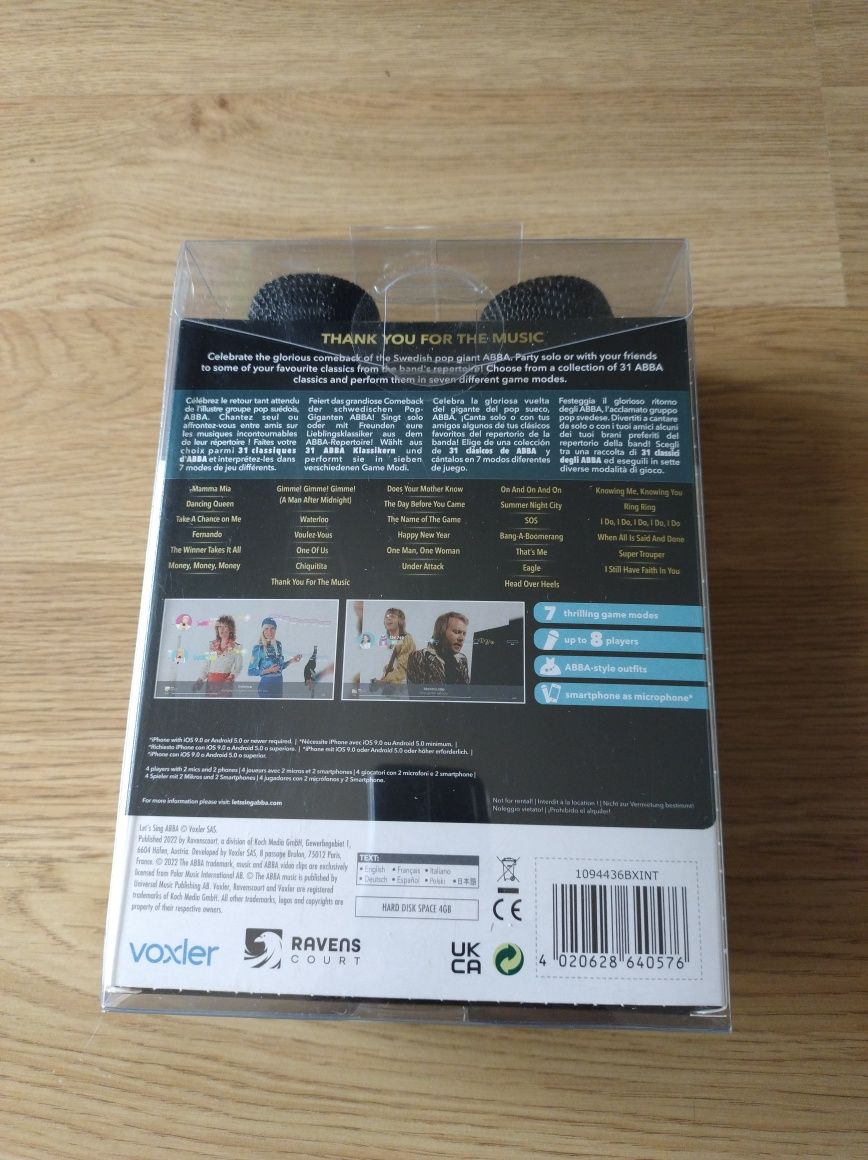 THANK YOU FOR THE MUSIC
Celebrate the glorious comeback of the Swedish pop giant ABBA. Party solo or with your friends
to some of your favourite classics from the band's repertoire! Choose from a collection of 31 ABBA
classics and perform them in seven different game modes.
Célébrez le retour tant attendu
de l'illustre groupe pop suédois,
ABBA. Chantez seul ou
affrontez-vous entre amis sur
les musiques incontournables
de leur répertoire ! Faites votre
choix parmi 31 classiques
d'ABBA et interprétez-les dans
7 modes de jeu différents.
Feiert das grandiose Comeback
der schwedischen Pop-
Giganten ABBA! Singt solo
oder mit Freunden eure
Lieblingsklassiker aus dem
ABBA-Repertoire! Wählt aus
31 ABBA Klassikern und
performt sie in sieben
verschiedenen Game Modi.
Celebra la gloriosa vuelta
del gigante del pop sueco,
ABBA. ¡Canta solo o con tus
amigos algunos de tus clásicos
favoritos del repertorio de la
banda! Elige de una colección
de 31 clásicos de ABBA y
cántalos en 7 modos diferentes
de juego.
Festeggia il glorioso ritorno
degli ABBA, l'acclamato gruppo
pop svedese. Divertiti a cantare
da solo o con i tuoi amici alcuni
dei tuoi brani preferiti del
repertorio della band! Scegli
tra una raccolta di 31 classici
degli ABBA ed eseguili in sette
diverse modalità di gioco.
Mamma Mia
Dancing Queen
Take A Chance on Me
Fernando
The Winner Takes It All
Money, Money, Money
Gimme! Gimme! Gimme!
(A Man After Midnight)
Waterloo
Voulez-Vous
One Of Us
Chiquitita
Thank You For The Music
Does Your Mother Know
The Day Before You Came
The Name of The Game
Happy New Year
One Man, One Woman
Under Attack
On And On And On
Summer Night City
SOS
Bang-A-Boomerang
That's Me
Eagle
Head Over Heels
Knowing Me, Knowing You
Ring Ring
I Do, I Do, I Do, I Do, I Do
When All Is Said And Done
Super Trouper
I Still Have Faith In You
7 thrilling game modes
up to 8 players
ABBA-style outfits
smartphone as microphone*
*iPhone with iOS 9.0 or Android 5.0 or newer required. | *Nécessite iPhone avec iOS 9.0 ou Android 5.0 minimum. |
*Richiesto iPhone con iOS 9.0 o Android 5.0 o superiore. | *iPhone mit iOS 9.0 oder Android 5.0 oder höher erforderlich. |
*iPhone con iOS 9.0 o Android 5.0 o superior.
4 players with 2 mics and 2 phones | 4 joueurs avec 2 micros et 2 smartphones | 4 giocatori con 2 microfoni e 2 smartphone |
4 Spieler mit 2 Mikros und 2 Smartphones | 4 jugadores con 2 micrófonos y 2 Smartphone.
For more information please visit: letssingabba.com
Not for rental! | Interdit à la location ! | Nicht zur Vermietung bestimmt!
Noleggio vietato! | ¡Prohibido el alquiler!
Let's Sing ABBA © Voxler SAS.
Published 2022 by Ravenscourt, a division of Koch Media GmbH, Gewerbegebiet 1,
6604 Höfen, Austria. Developed by Voxler SAS, 8 passage Brulon, 75012 Paris,
France. © 2022 The ABBA trademark, music and ABBA video clips are exclusively
licensed from Polar Music International AB. © The ABBA music is published by
Universal Music Publishing AB. Voxler, Ravenscourt and Voxler are registered
trademarks of Koch Media GmbH. All other trademarks, logos and copyrights are
property of their respective owners.
TEXT:
• English • Français • Italiano
• Deutsch • Español • Polski • 日本語
HARD DISK SPACE 4GB
CE
1094436BXINT
voxler
RAVENS
COURT
UK
CA
4 020628 640576